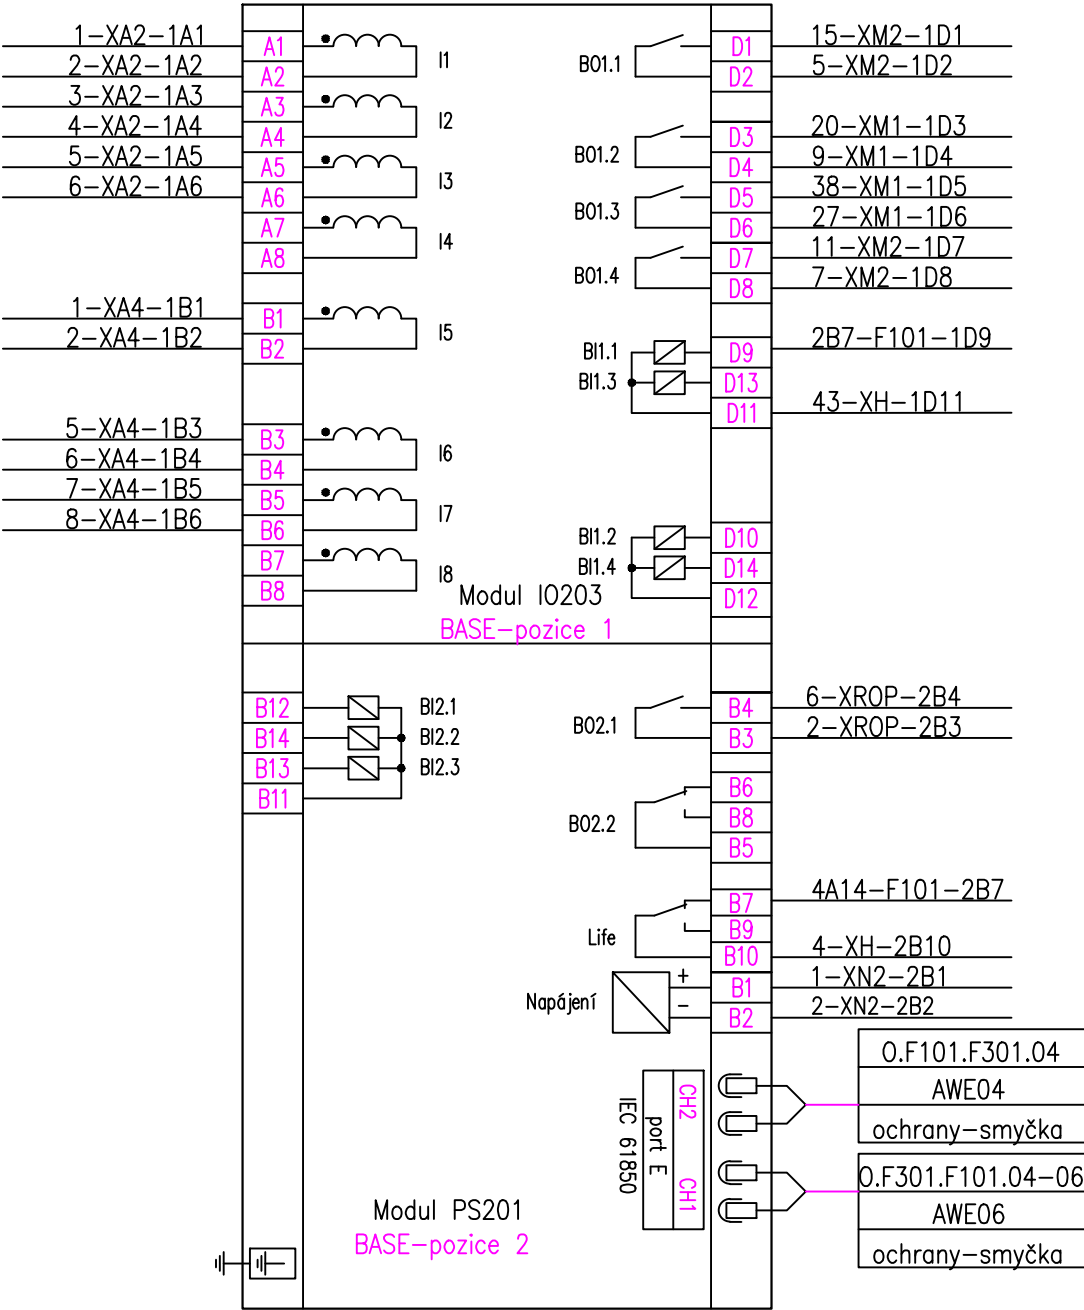 1-XA2-1A1 A1 I1 BO1.1 D1 15-XM2-1D1
2-XA2-1A2 A2 D2 5-XM2-1D2
3-XA2-1A3 A3 I2
4-XA2-1A4 A4 BO1.2 D3 20-XM1-1D3
5-XA2-1A5 A5 I3 D4 9-XM1-1D4
6-XA2-1A6 A6 BO1.3 D5 38-XM1-1D5
A7 I4 D6 27-XM1-1D6
A8 BO1.4 D7 11-XM2-1D7
D8 7-XM2-1D8
1-XA4-1B1 B1 I5
2-XA4-1B2 B2 BI1.1 D9 2B7-F101-1D9
BI1.3 D13
D11 43-XH-1D11
5-XA4-1B3 B3 I6
6-XA4-1B4 B4
7-XA4-1B5 B5 I7
8-XA4-1B6 B6 BI1.2 D10
B7 I8 BI1.4 D14
B8 Modul IO203 D12
BASE-pozice 1
B12 BI2.1 BO2.1 B4 6-XROP-2B4
B14 BI2.2 B3 2-XROP-2B3
B13 BI2.3
B11 B6
BO2.2 B8
B5
B7 4A14-F101-2B7
Life B9
B10 4-XH-2B10
Napájení + B1 1-XN2-2B1
- B2 2-XN2-2B2
O.F101.F301.04
AWE04
ochrany-smyčka
CH2
CH1
port E
IEC 61850
O.F301.F101.04-06
AWE06
ochrany-smyčka
Modul PS201
BASE-pozice 2